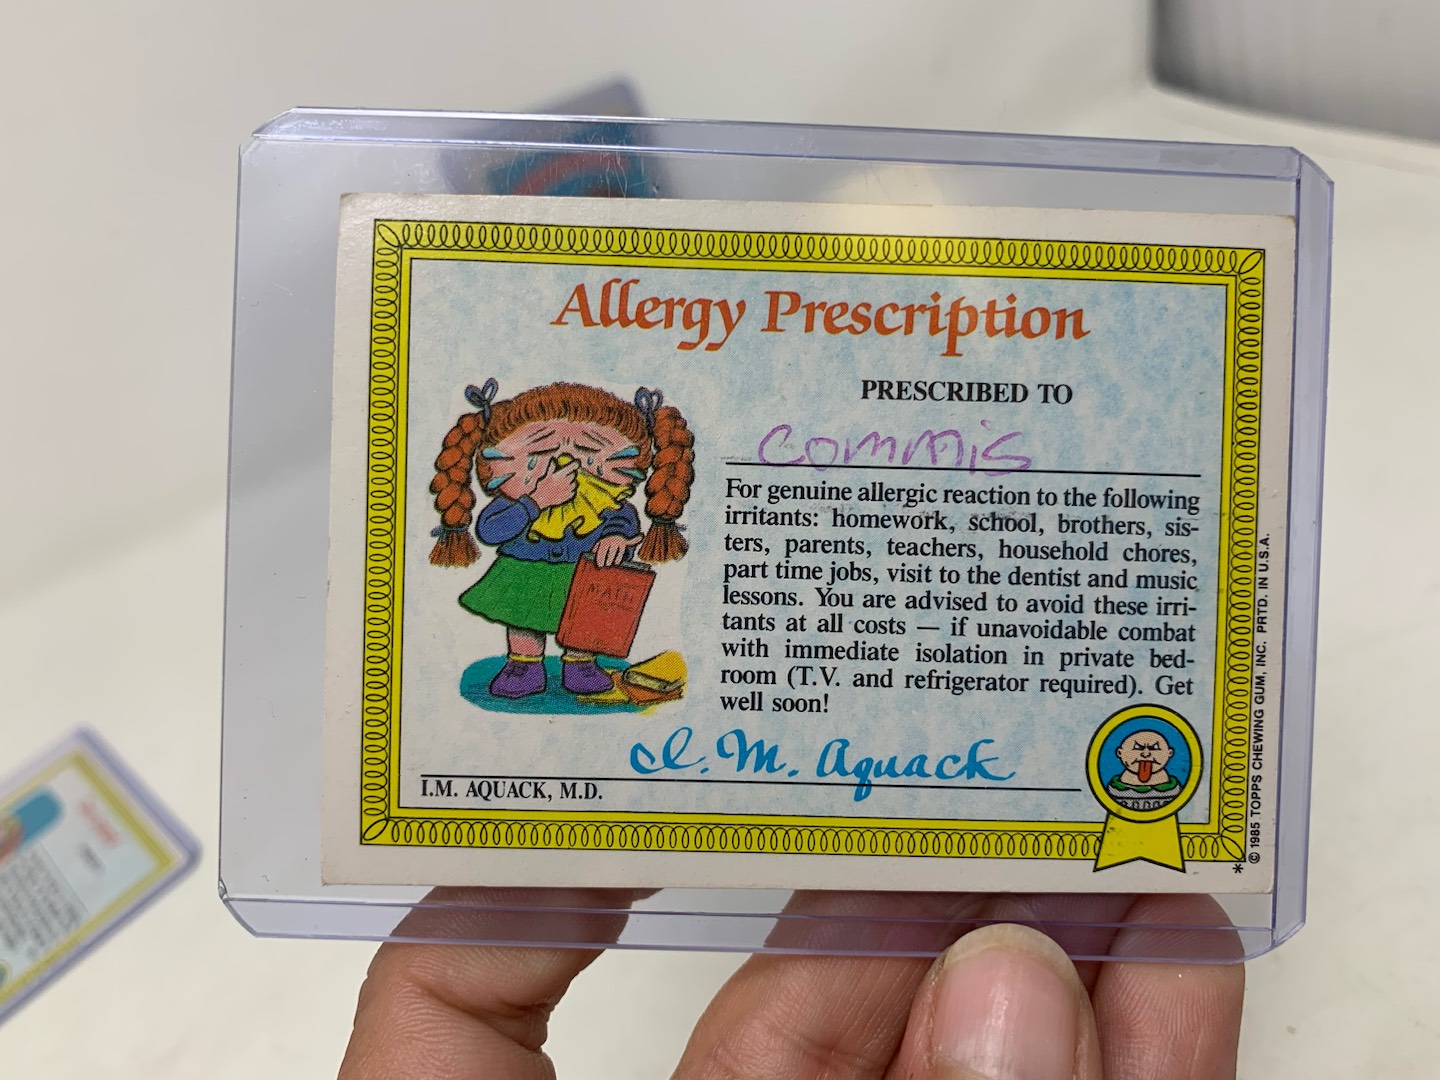 Allergy Prescription
PRESCRIBED TO
commis
For genuine allergic reaction to the following
irritants: homework, school, brothers, sis-
ters, parents, teachers, household chores,
part time jobs, visit to the dentist and music
lessons. You are advised to avoid these irri-
tants at all costs — if unavoidable combat
with immediate isolation in private bed-
room (T.V. and refrigerator required). Get
well soon!
MATH
I. M. Aquack
I.M. AQUACK, M.D.
* © 1985 TOPPS CHEWING GUM, INC. PRTD. IN U.S.A.